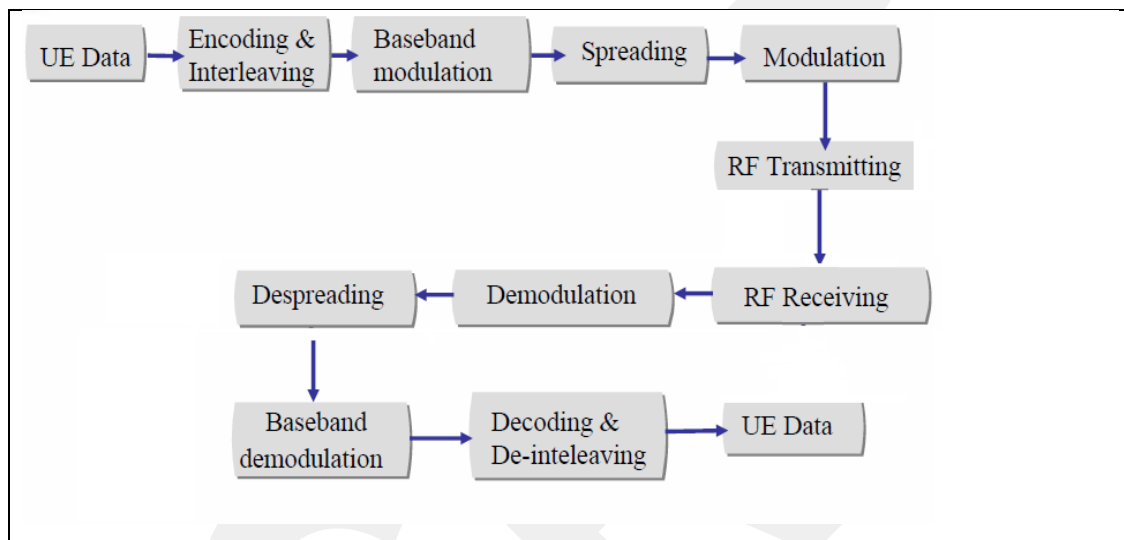 UE Data
Encoding &
Interleaving
Baseband
modulation
Spreading
Modulation
RF Transmitting
RF Receiving
Demodulation
Despreading
Baseband
demodulation
Decoding &
De-inteleaving
UE Data